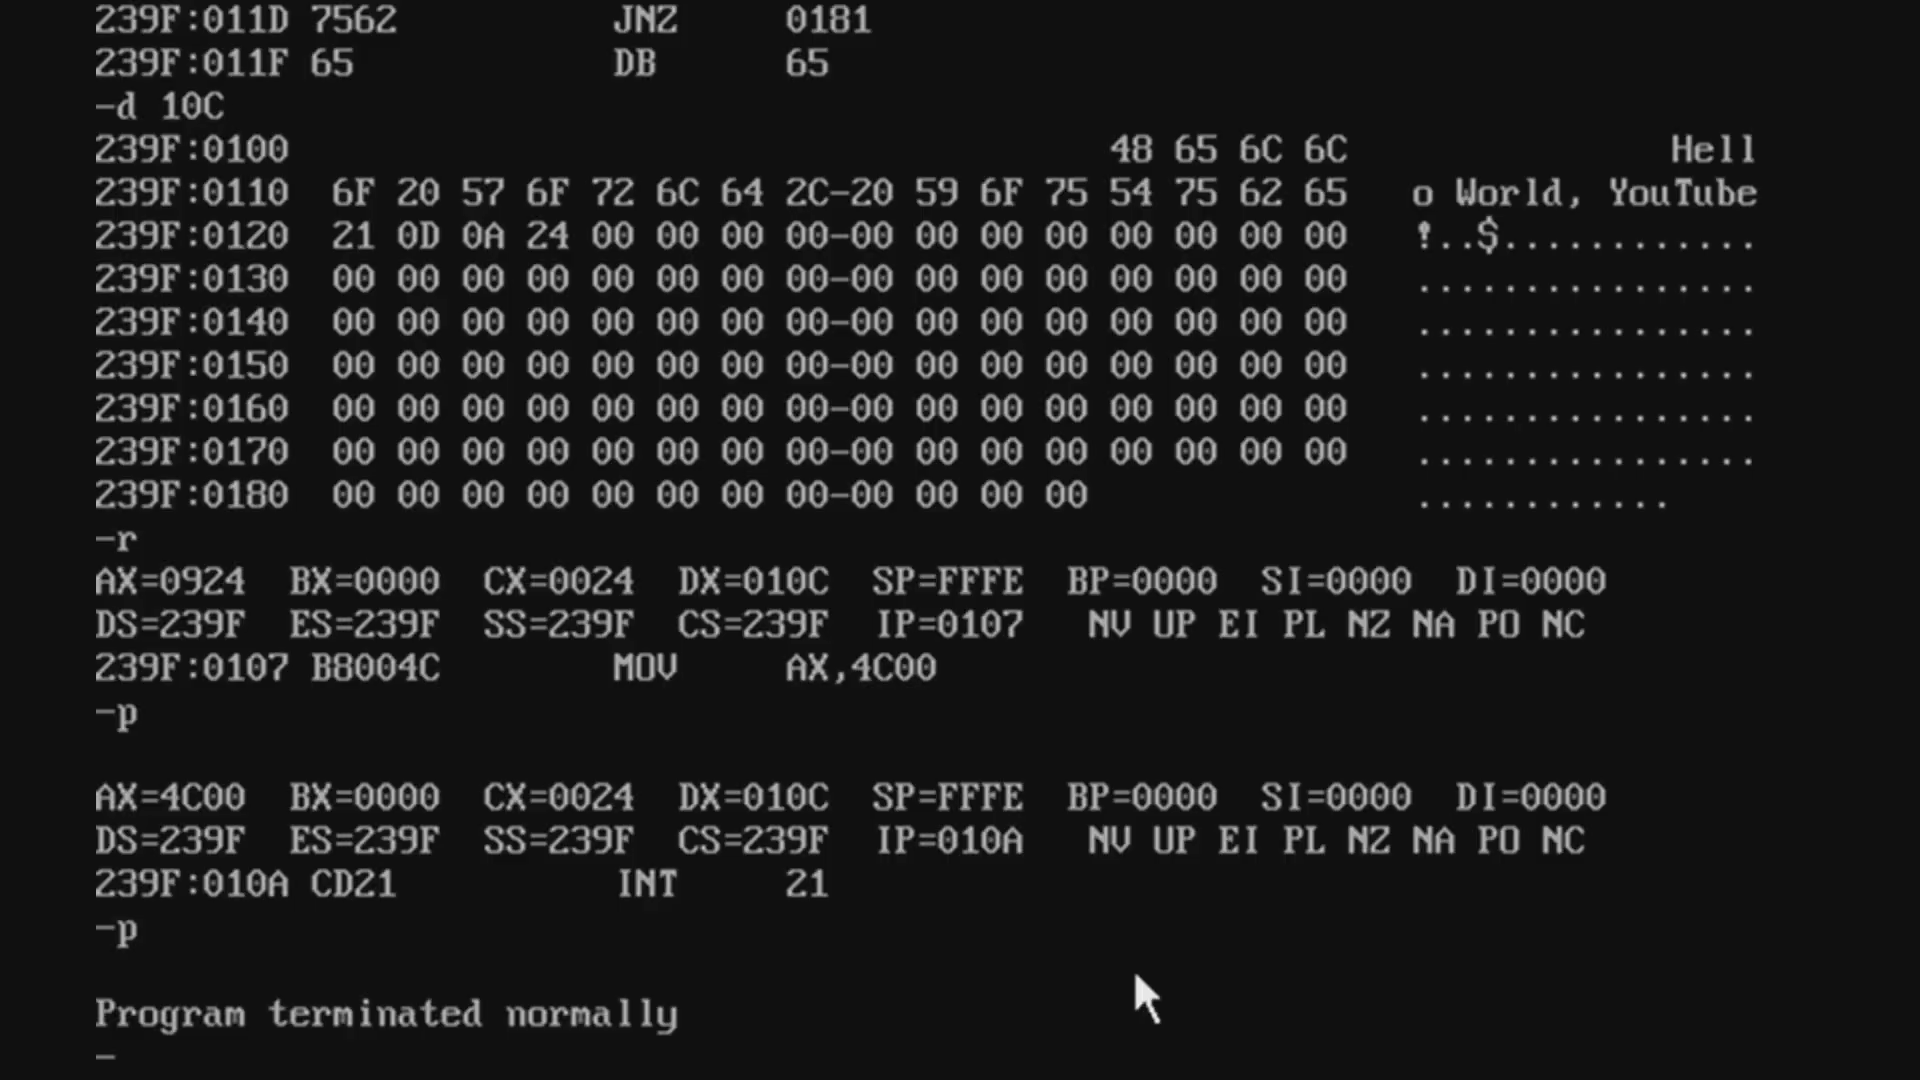 239F:011D 7562          JNZ     0181
239F:011F 65            DB      65
-d 10C
239F:0100                                      48 65 6C 6C               Hell
239F:0110  6F 20 57 6F 72 6C 64 2C-20 59 6F 75 54 75 62 65   o World, YouTube
239F:0120  21 0D 0A 24 00 00 00 00-00 00 00 00 00 00 00 00   !..$............
239F:0130  00 00 00 00 00 00 00 00-00 00 00 00 00 00 00 00   ................
239F:0140  00 00 00 00 00 00 00 00-00 00 00 00 00 00 00 00   ................
239F:0150  00 00 00 00 00 00 00 00-00 00 00 00 00 00 00 00   ................
239F:0160  00 00 00 00 00 00 00 00-00 00 00 00 00 00 00 00   ................
239F:0170  00 00 00 00 00 00 00 00-00 00 00 00 00 00 00 00   ................
239F:0180  00 00 00 00 00 00 00 00-00 00 00 00               ............
-r
AX=0924  BX=0000  CX=0024  DX=010C  SP=FFFE  BP=0000  SI=0000  DI=0000
DS=239F  ES=239F  SS=239F  CS=239F  IP=0107   NV UP EI PL NZ NA PO NC
239F:0107 B8004C        MOV     AX,4C00
-p
AX=4C00  BX=0000  CX=0024  DX=010C  SP=FFFE  BP=0000  SI=0000  DI=0000
DS=239F  ES=239F  SS=239F  CS=239F  IP=010A   NV UP EI PL NZ NA PO NC
239F:010A CD21          INT     21
-p
Program terminated normally
-